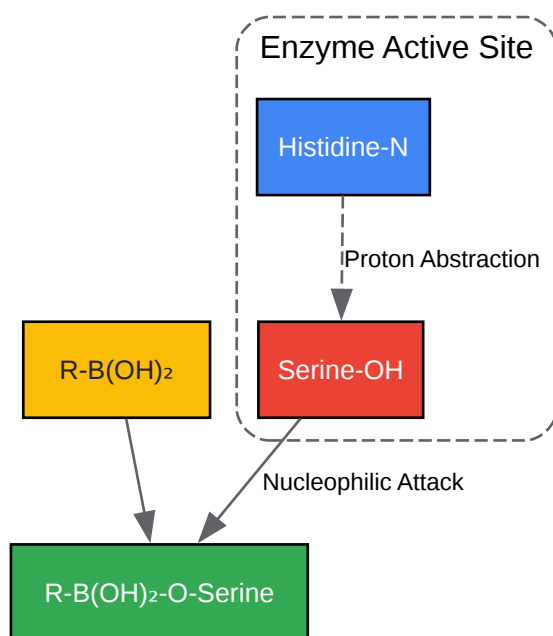 Enzyme Active Site
Histidine-N
Proton Abstraction
R-B(OH)₂
Serine-OH
Nucleophilic Attack
R-B(OH)₂-O-Serine